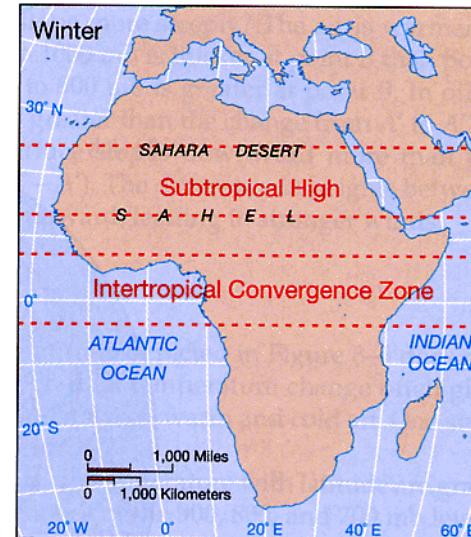 Winter
30°N
SAHARA DESERT
Subtropical High
S A H E L
Intertropical Convergence Zone
0°
ATLANTIC
OCEAN
INDIAN
OCEAN
20°S
0 1,000 Miles
0 1,000 Kilometers
20°W 0° 20°E 40°E 60°E